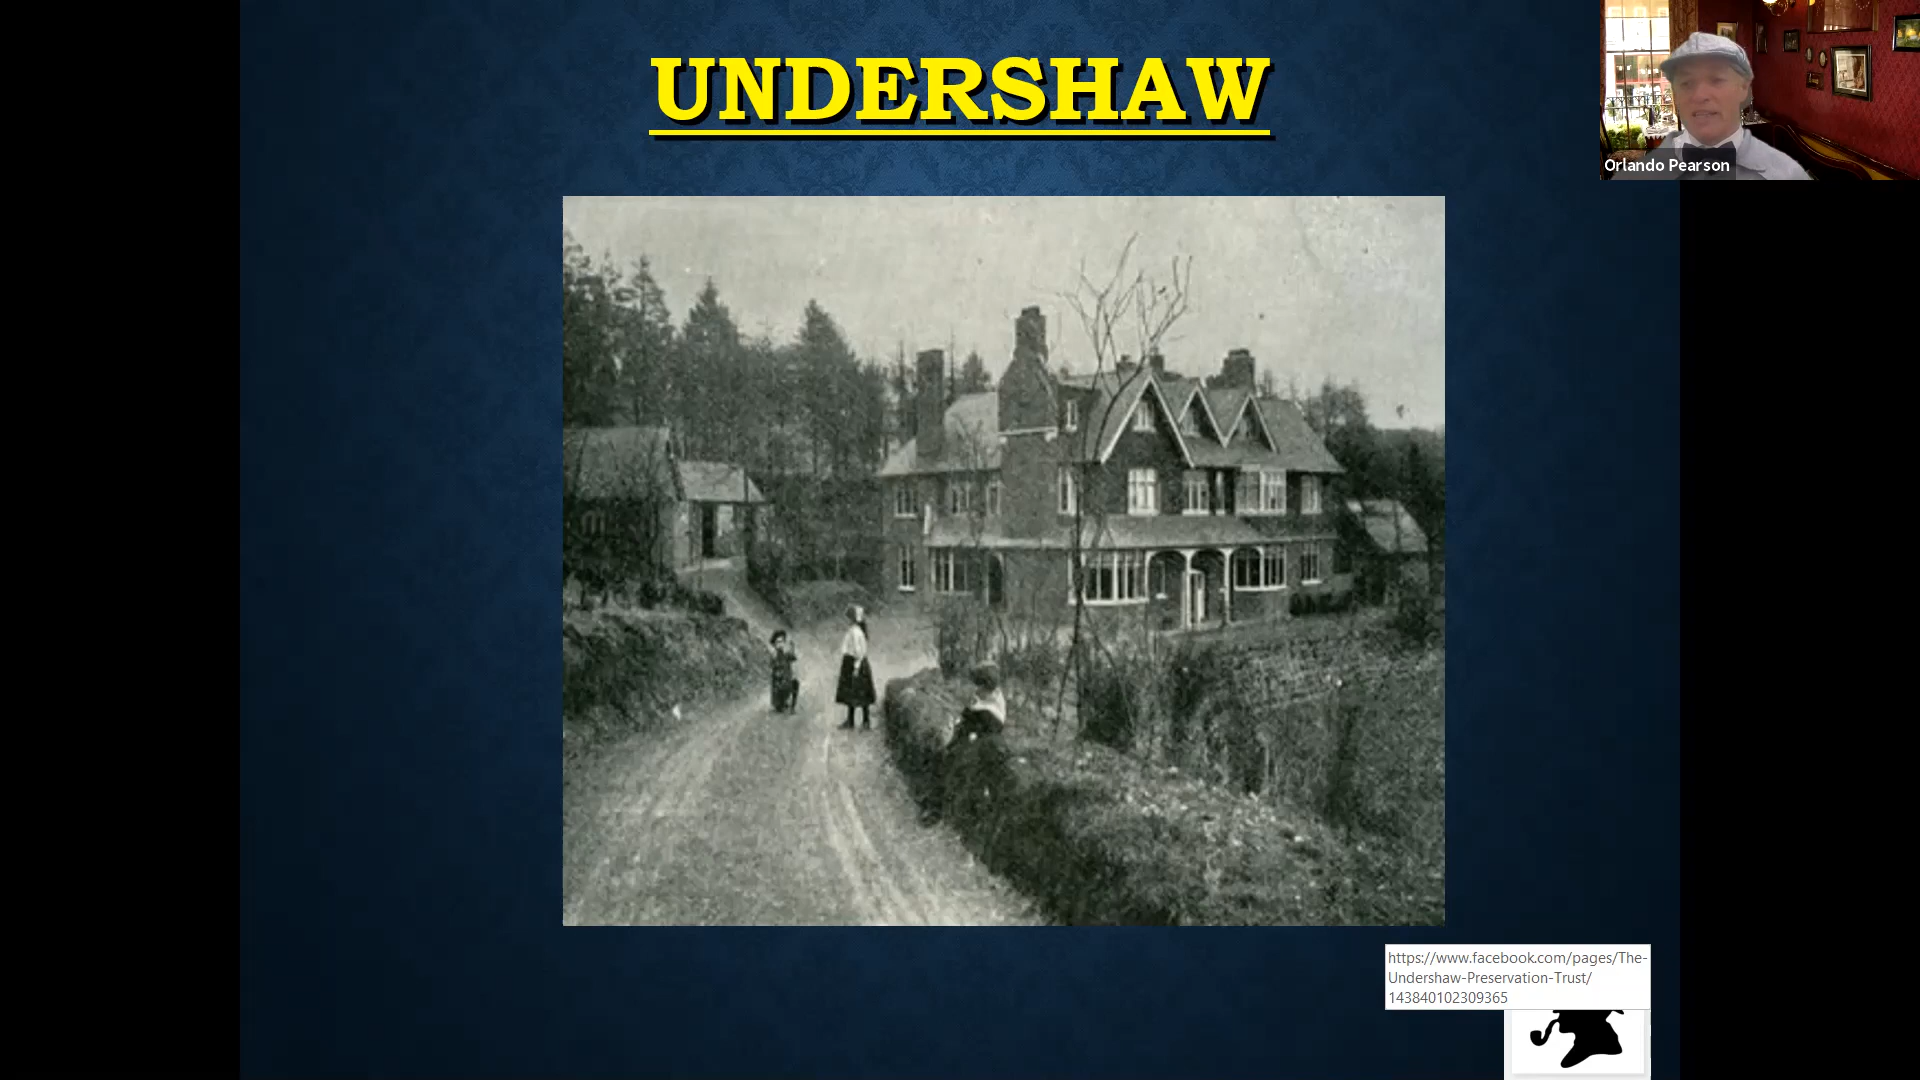 UNDERSHAW
Orlando Pearson
https://www.facebook.com/pages/The-
Undershaw-Preservation-Trust/
143840102309365